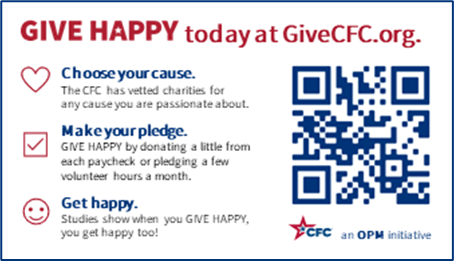 GIVE HAPPY today at GiveCFC.org.
Choose your cause.
The CFC has vetted charities for
any cause you are passionate about.
Make your pledge.
GIVE HAPPY by donating a little from
each paycheck or pledging a few
volunteer hours a month.
Get happy.
Studies show when you GIVE HAPPY,
you get happy too!
CFC an OPM initiative